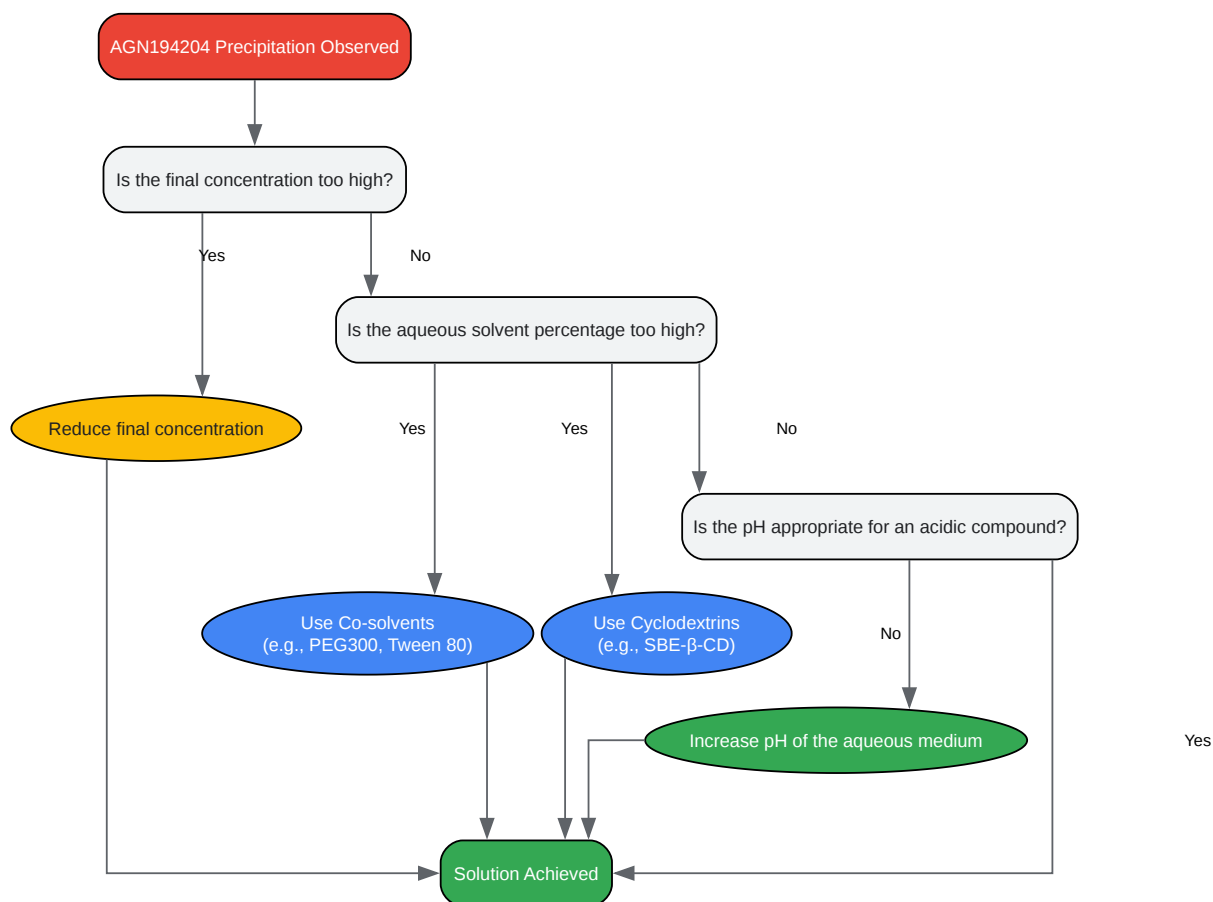 AGN194204 Precipitation Observed
Is the final concentration too high?
Yes
No
Is the aqueous solvent percentage too high?
Reduce final concentration
Yes
Yes
No
Is the pH appropriate for an acidic compound?
Use Co-solvents
(e.g., PEG300, Tween 80)
Use Cyclodextrins
(e.g., SBE-β-CD)
No
Increase pH of the aqueous medium
Yes
Solution Achieved